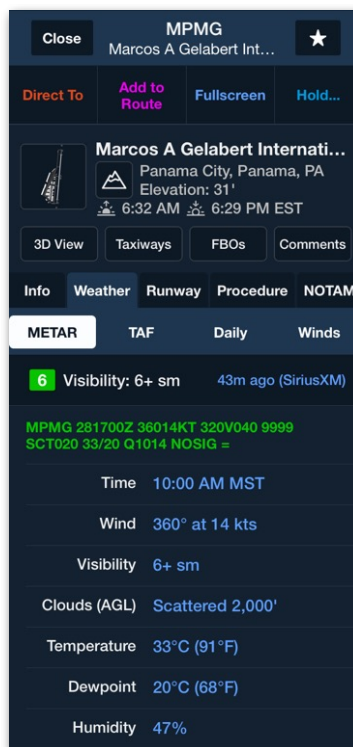 Close
MPMG
Marcos A Gelabert Int...
★
Direct To
Add to
Route
Fullscreen
Hold...
Marcos A Gelabert Internati...
Panama City, Panama, PA
Elevation: 31'
6:32 AM 6:29 PM EST
3D View Taxiways FBOs Comments
Info Weather Runway Procedure NOTAM
METAR TAF Daily Winds
6 Visibility: 6+ sm 43m ago (SiriusXM)
MPMG 281700Z 36014KT 320V040 9999
SCT020 33/20 Q1014 NOSIG =
Time 10:00 AM MST
Wind 360° at 14 kts
Visibility 6+ sm
Clouds (AGL) Scattered 2,000'
Temperature 33°C (91°F)
Dewpoint 20°C (68°F)
Humidity 47%